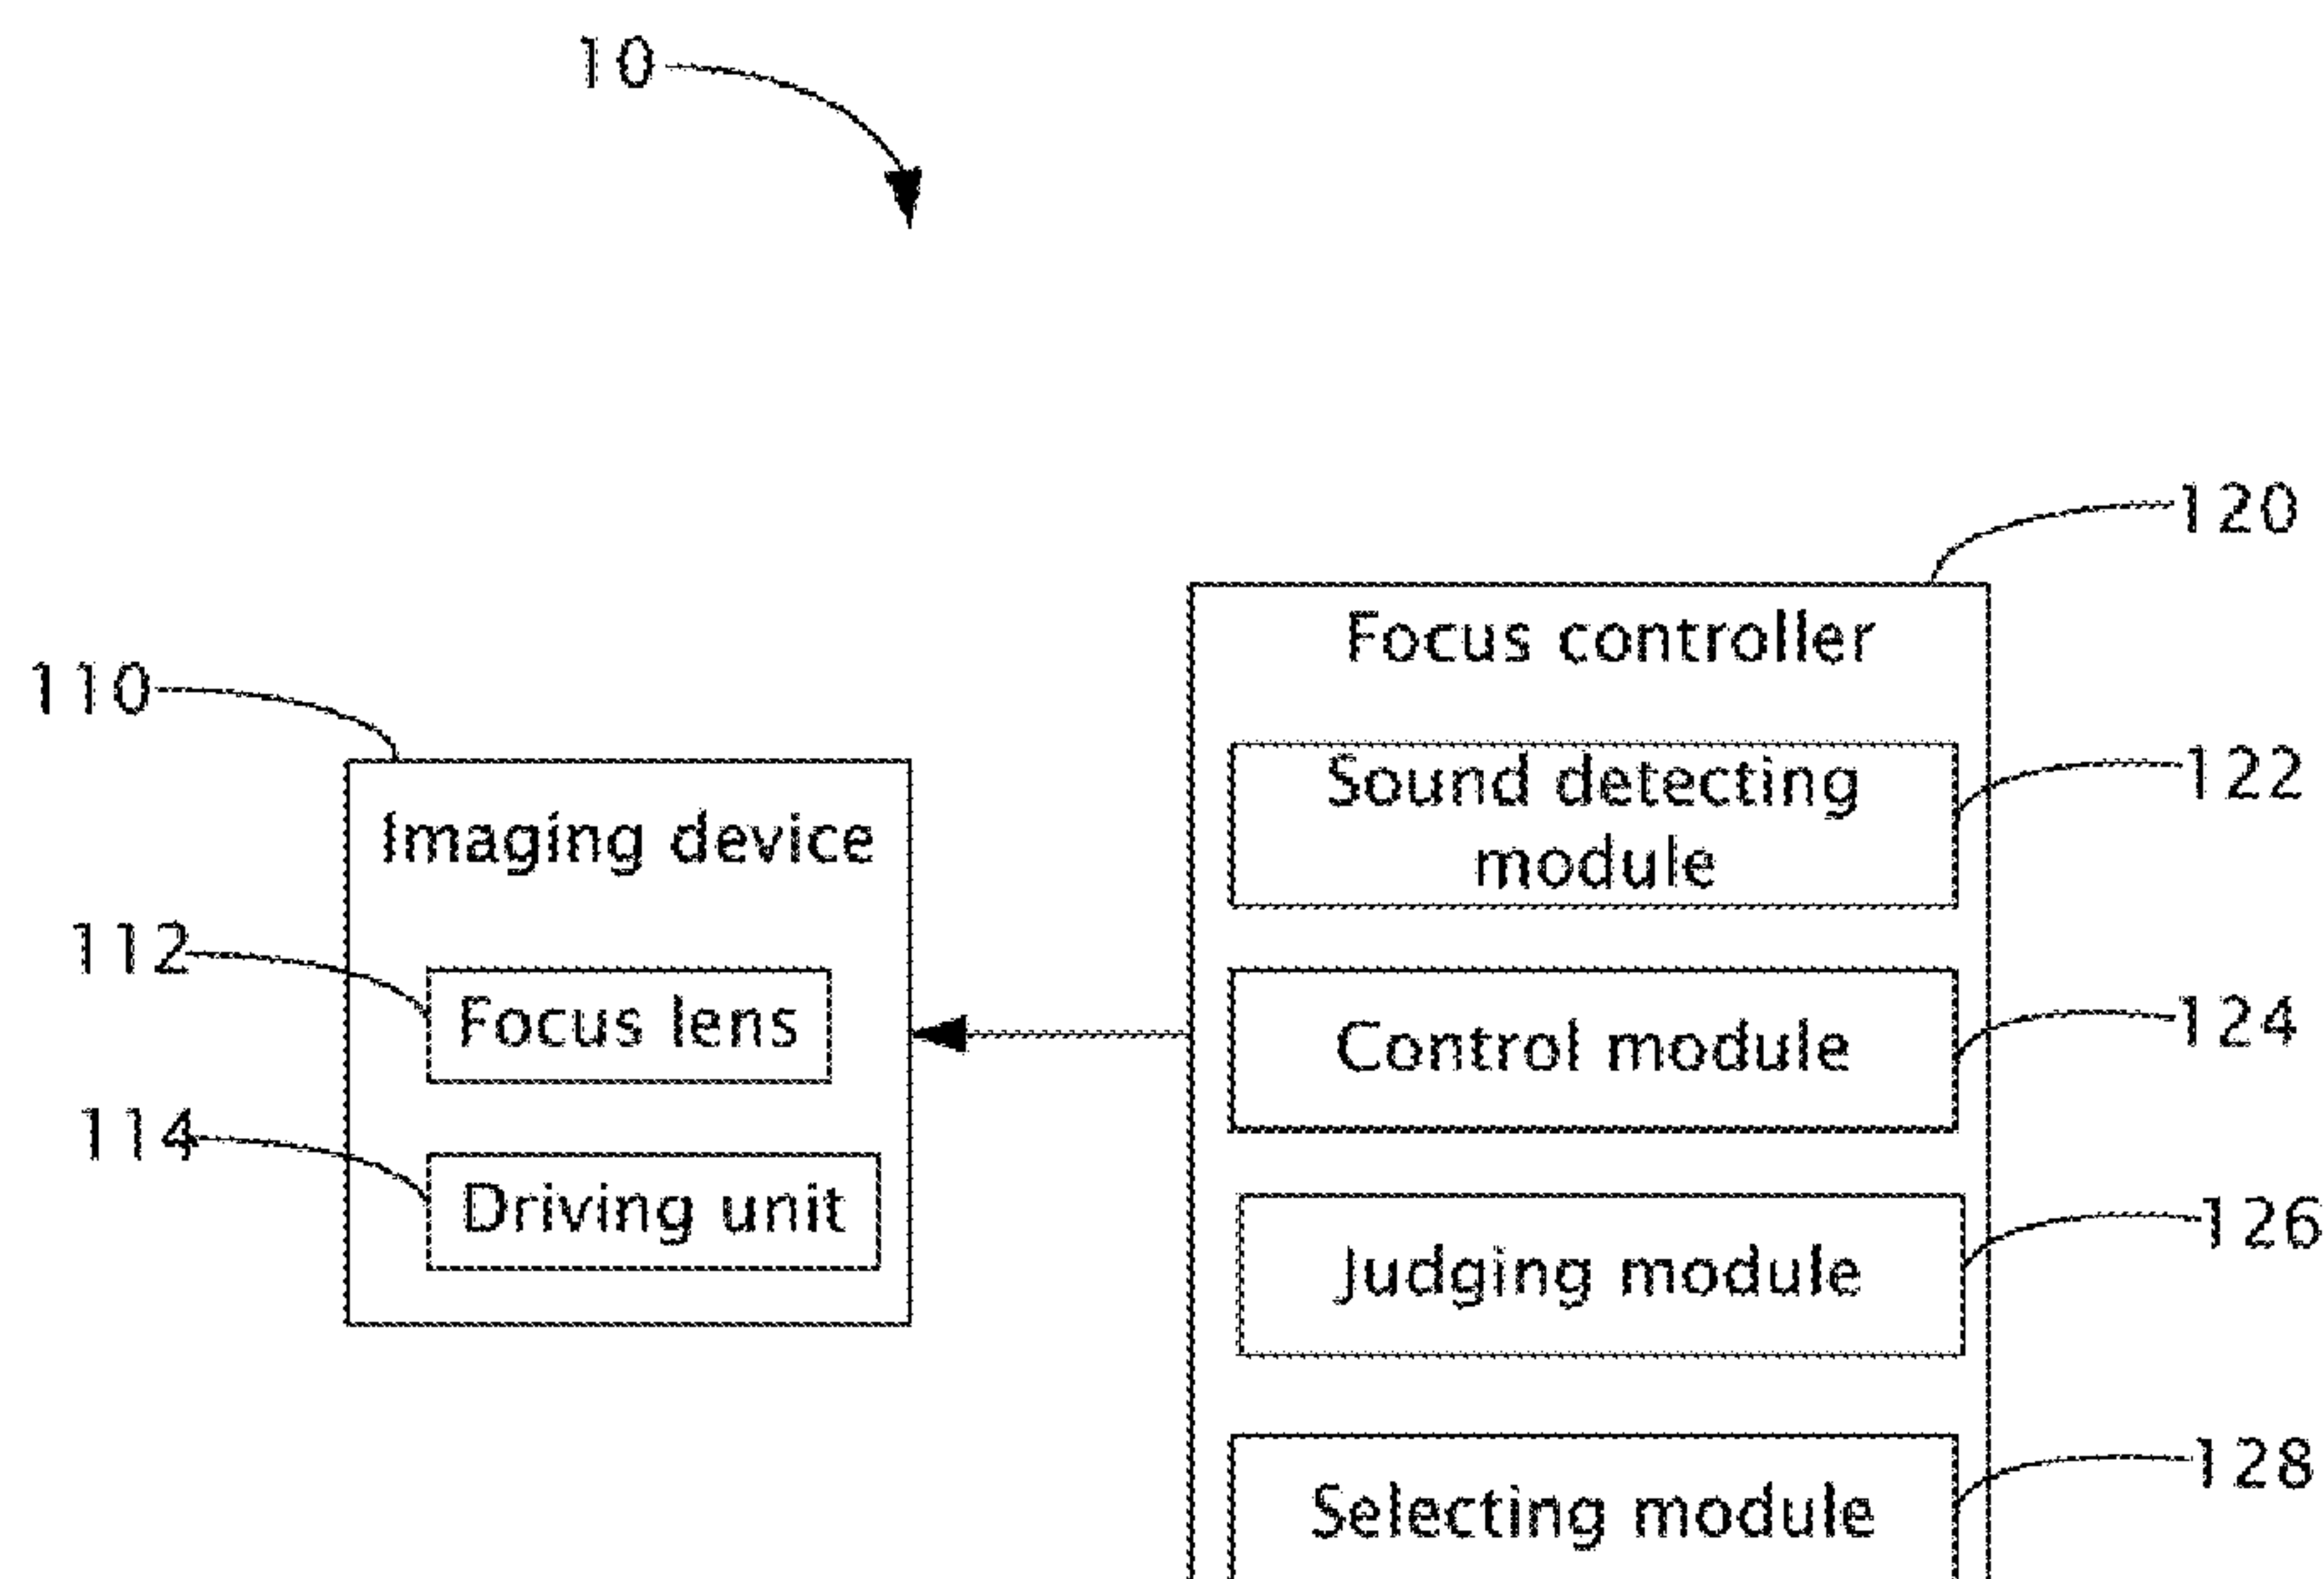 10
120
Focus controller
110
Sound detecting
module
122
Imaging device
112
Focus lens
Control module
124
114
Driving unit
Judging module
126
Selecting module
128